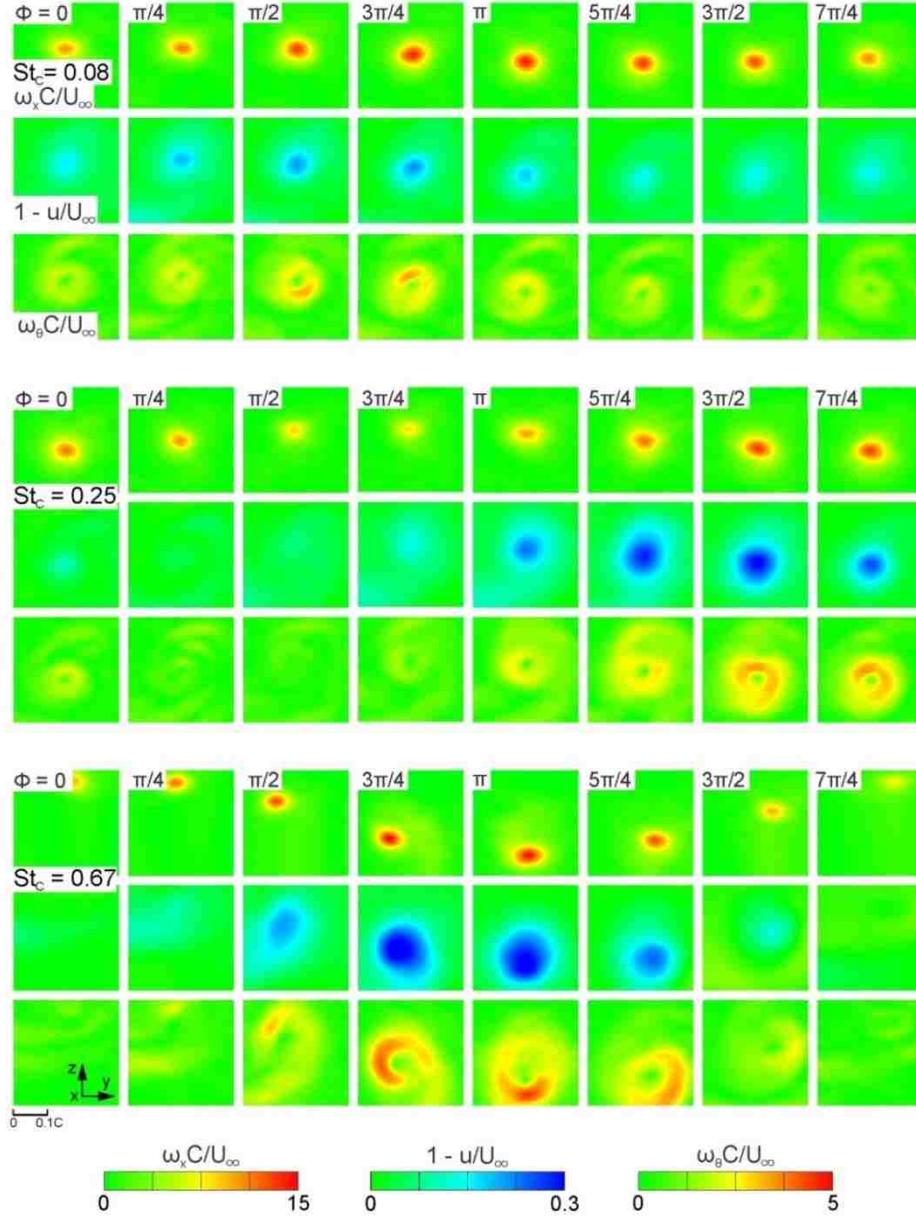 Φ = 0 π/4 π/2 3π/4 π 5π/4 3π/2 7π/4
St_C = 0.08
ω_xC/U_∞
1 - u/U_∞
ω_θC/U_∞
Φ = 0 π/4 π/2 3π/4 π 5π/4 3π/2 7π/4
St_C = 0.25
Φ = 0 π/4 π/2 3π/4 π 5π/4 3π/2 7π/4
St_C = 0.67
z
x y
0 0.1C
ω_xC/U_∞ 1 - u/U_∞ ω_θC/U_∞
0 15 0 0.3 0 5